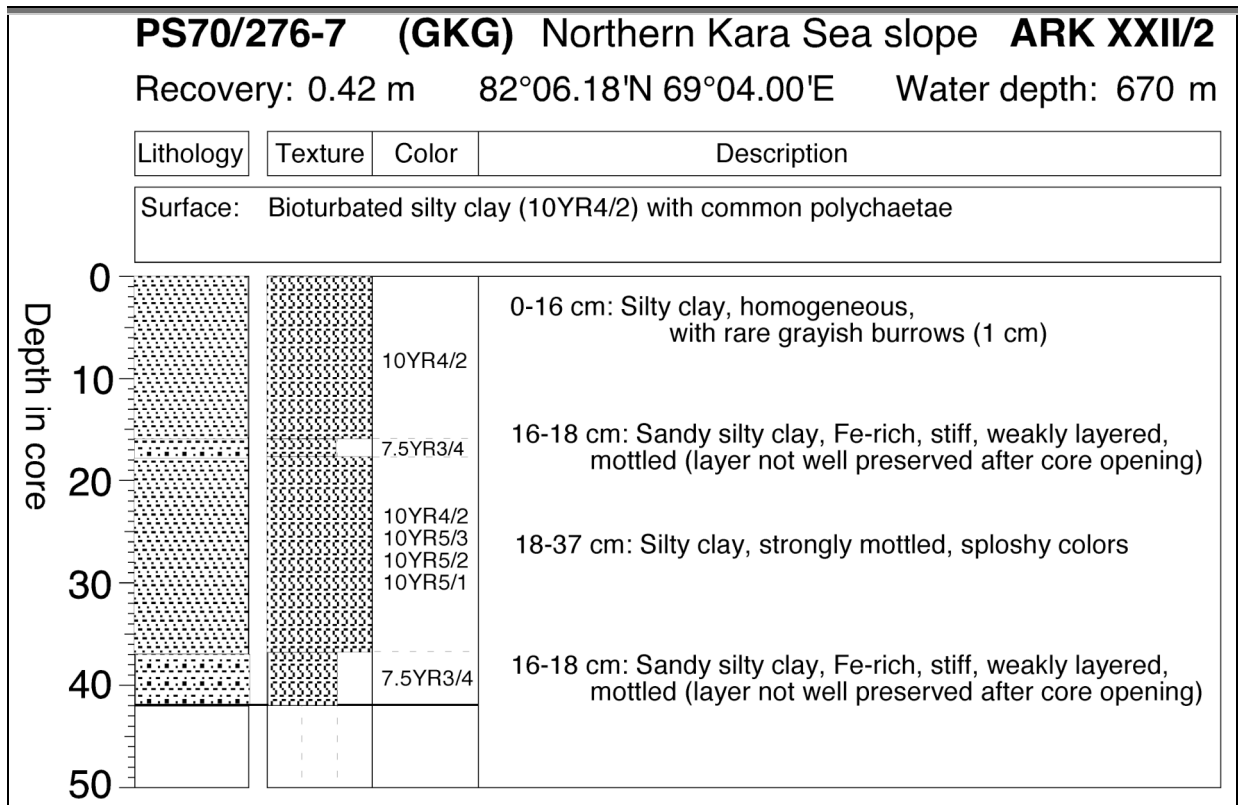 PS70/276-7 (GKG) Northern Kara Sea slope ARK XXII/2
Recovery: 0.42 m 82°06.18'N 69°04.00'E Water depth: 670 m
Lithology Texture Color Description
Surface: Bioturbated silty clay (10YR4/2) with common polychaetae
Depth in core
0
10
20
30
40
50
10YR4/2
7.5YR3/4
10YR4/2
10YR5/3
10YR5/2
10YR5/1
7.5YR3/4
0-16 cm: Silty clay, homogeneous,
with rare grayish burrows (1 cm)
16-18 cm: Sandy silty clay, Fe-rich, stiff, weakly layered,
mottled (layer not well preserved after core opening)
18-37 cm: Silty clay, strongly mottled, sploshy colors
16-18 cm: Sandy silty clay, Fe-rich, stiff, weakly layered,
mottled (layer not well preserved after core opening)